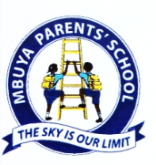 MBUYA PARENTS' SCHOOL
THE SKY IS OUR LIMIT